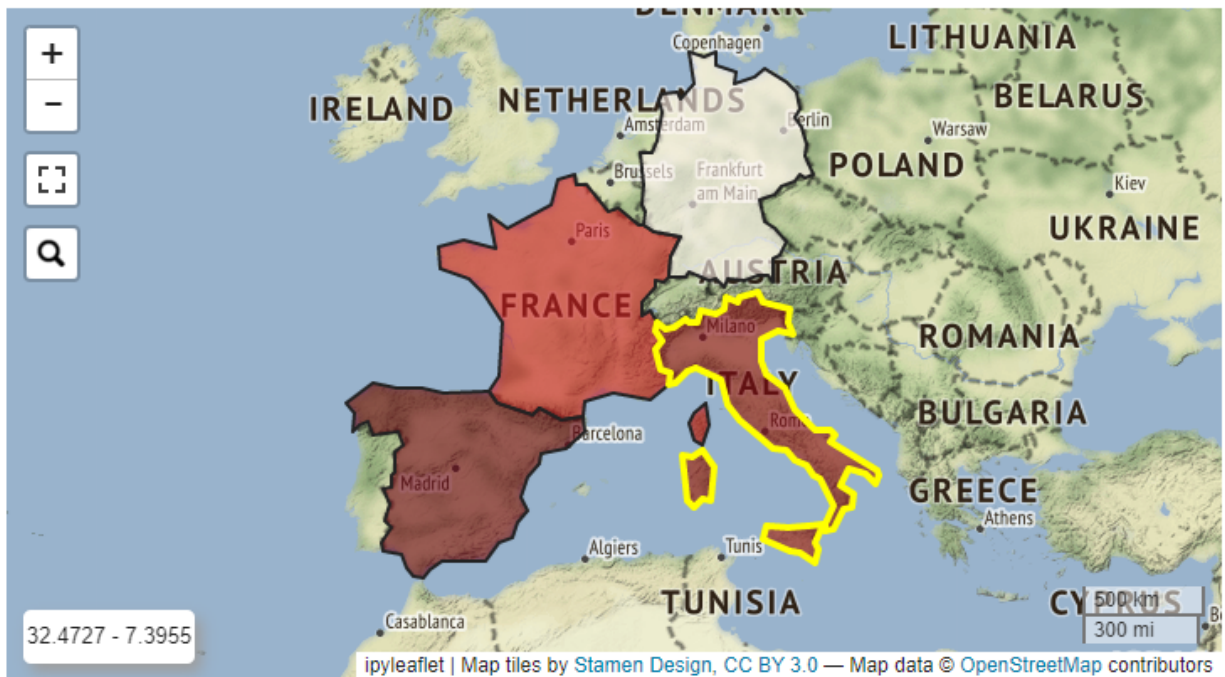 DENMARK
+
Copenhagen
LITHUANIA
−
IRELAND
NETHERLANDS
BELARUS
Amsterdam
Berlin
Warsaw
Brussels
Frankfurt
am Main
POLAND
Kiev
Paris
UKRAINE
AUSTRIA
FRANCE
Milano
ROMANIA
ITALY
BULGARIA
Roma
Barcelona
Madrid
GREECE
Athens
Algiers
Tunis
TUNISIA
CYPRUS
500 km
Casablanca
300 mi
32.4727 - 7.3955
ipyleaflet | Map tiles by Stamen Design, CC BY 3.0 — Map data © OpenStreetMap contributors